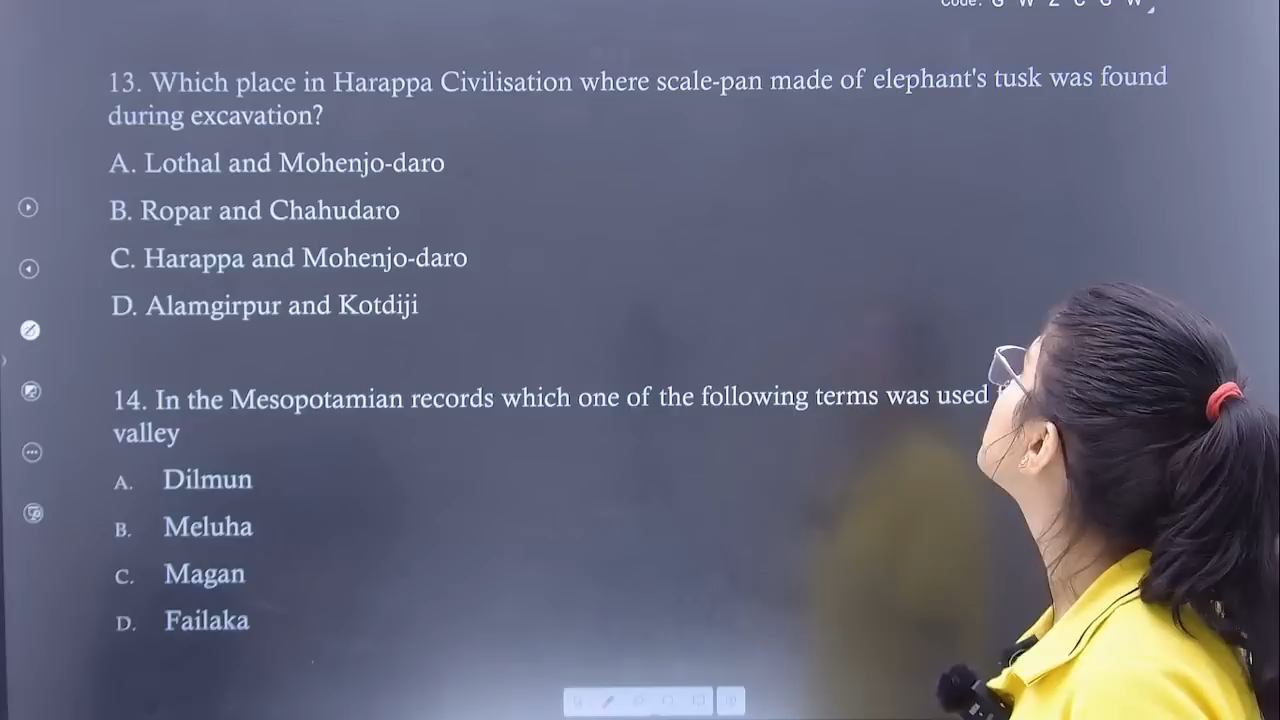 Code: G W Z C G W
13. Which place in Harappa Civilisation where scale-pan made of elephant's tusk was found
during excavation?
A. Lothal and Mohenjo-daro
B. Ropar and Chahudaro
C. Harappa and Mohenjo-daro
D. Alamgirpur and Kotdiji
14. In the Mesopotamian records which one of the following terms was used
valley
A. Dilmun
B. Meluha
C. Magan
D. Failaka